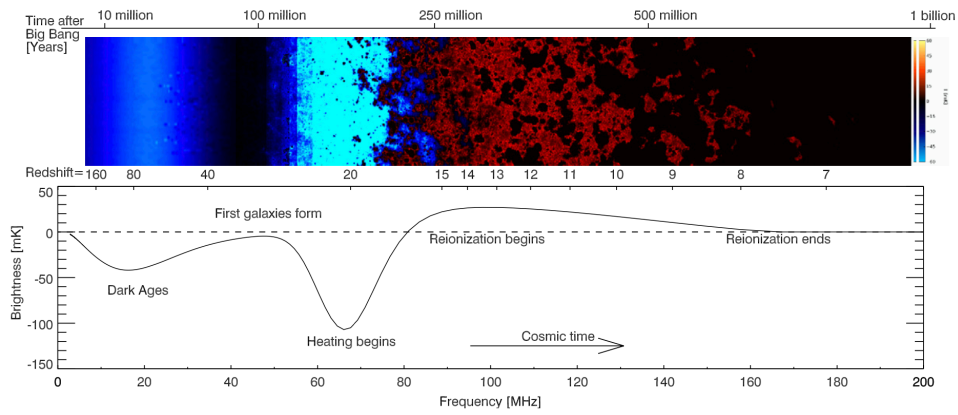 Time after
Big Bang
[Years]
10 million 100 million 250 million 500 million 1 billion
Redshift= 160 80 40 20 15 14 13 12 11 10 9 8 7
50
0
-50
-100
-150
Brightness [mK]
First galaxies form
Reionization begins
Reionization ends
Dark Ages
Heating begins
Cosmic time
0 20 40 60 80 100 120 140 160 180 200
Frequency [MHz]